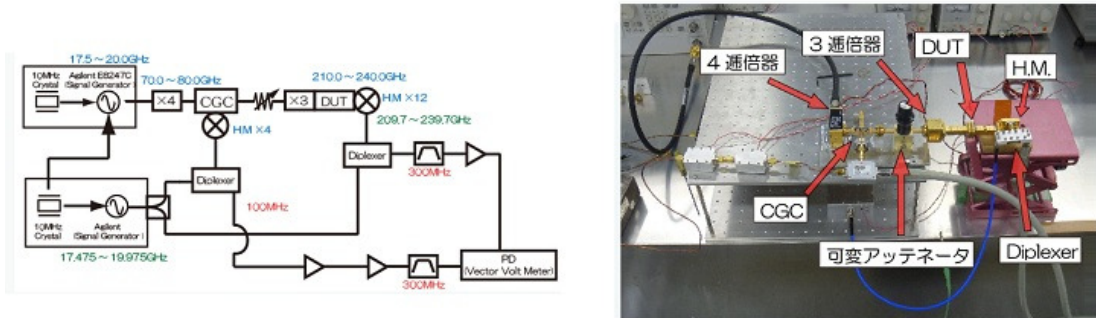 17.5～20.0GHz
10MHz
Crystal
Agilent E8247C
(Signal Generator)
70.0～80.0GHz
×4
CGC
HM ×4
210.0～240.0GHz
×3
DUT
HM ×12
209.7～239.7GHz
Diplexer
300MHz
Diplexer
100MHz
10MHz
Crystal
Agilent
(Signal Generator)
17.475～19.975GHz
300MHz
PD
(Vector Volt Meter)
4逓倍器
3逓倍器
DUT
H.M.
CGC
可変アッテネータ
Diplexer